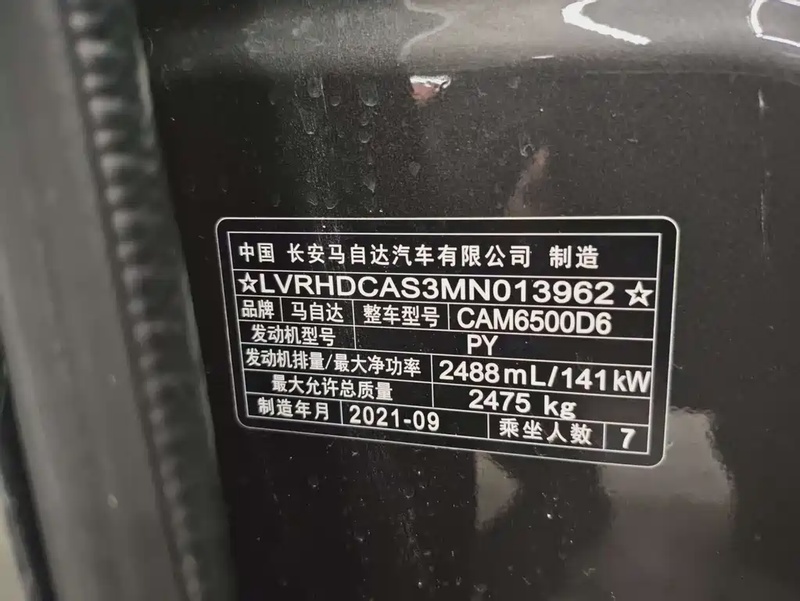 中国 长安马自达汽车有限公司 制造
☆LVRHDCAS3MN013962☆
品牌 马自达 整车型号 CAM6500D6
发动机型号 PY
发动机排量/最大净功率 2488mL/141kW
最大允许总质量 2475 kg
制造年月 2021-09 乘坐人数 7